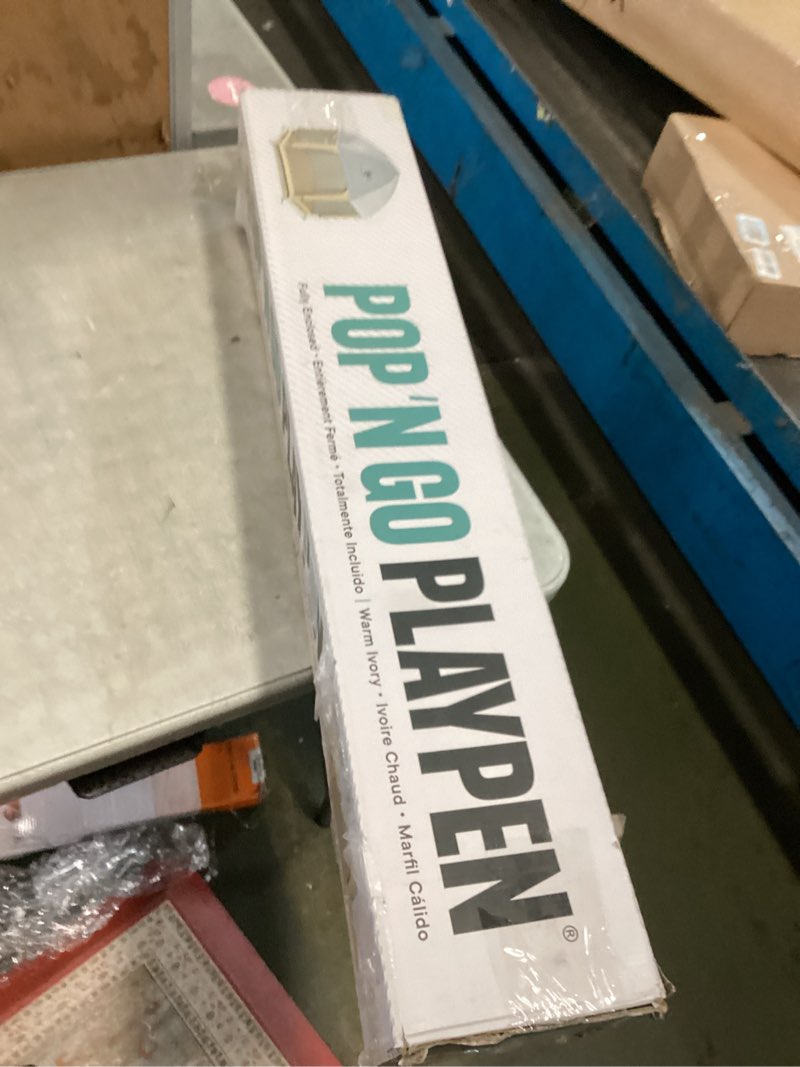 POP 'N GO PLAYPEN®
Fully Enclosed • Entièrement Fermé • Totalmente Incluido | Warm Ivory • Ivoire Chaud • Marfil Cálido